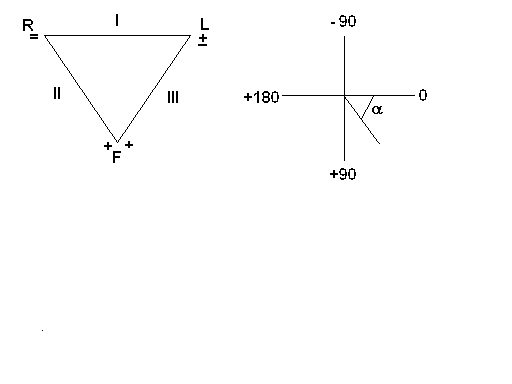 R I L
= ±
II III
+ F +
-90
+180 0
α
+90